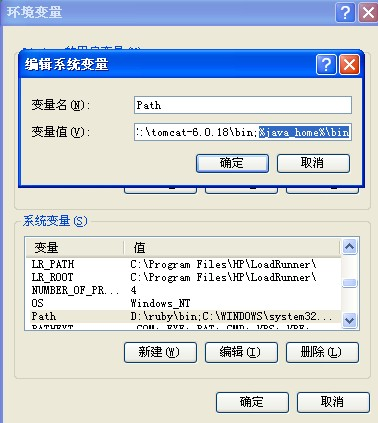 环境变量
编辑系统变量
变量名(N):
Path
变量值(V):
:\tomcat-6.0.18\bin;%java_home%\bin
确定
取消
系统变量(S)
变量
值
LR_PATH
C:\Program Files\HP\LoadRunner\
LR_ROOT
C:\Program Files\HP\LoadRunner\
NUMBER_OF_PR...
4
OS
Windows_NT
Path
D:\ruby\bin;C:\WINDOWS\system32...
PATHEXT
.COM;.EXE;.BAT;.CMD;.VBS;.VBE;
新建(W)
编辑(I)
删除(L)
确定
取消